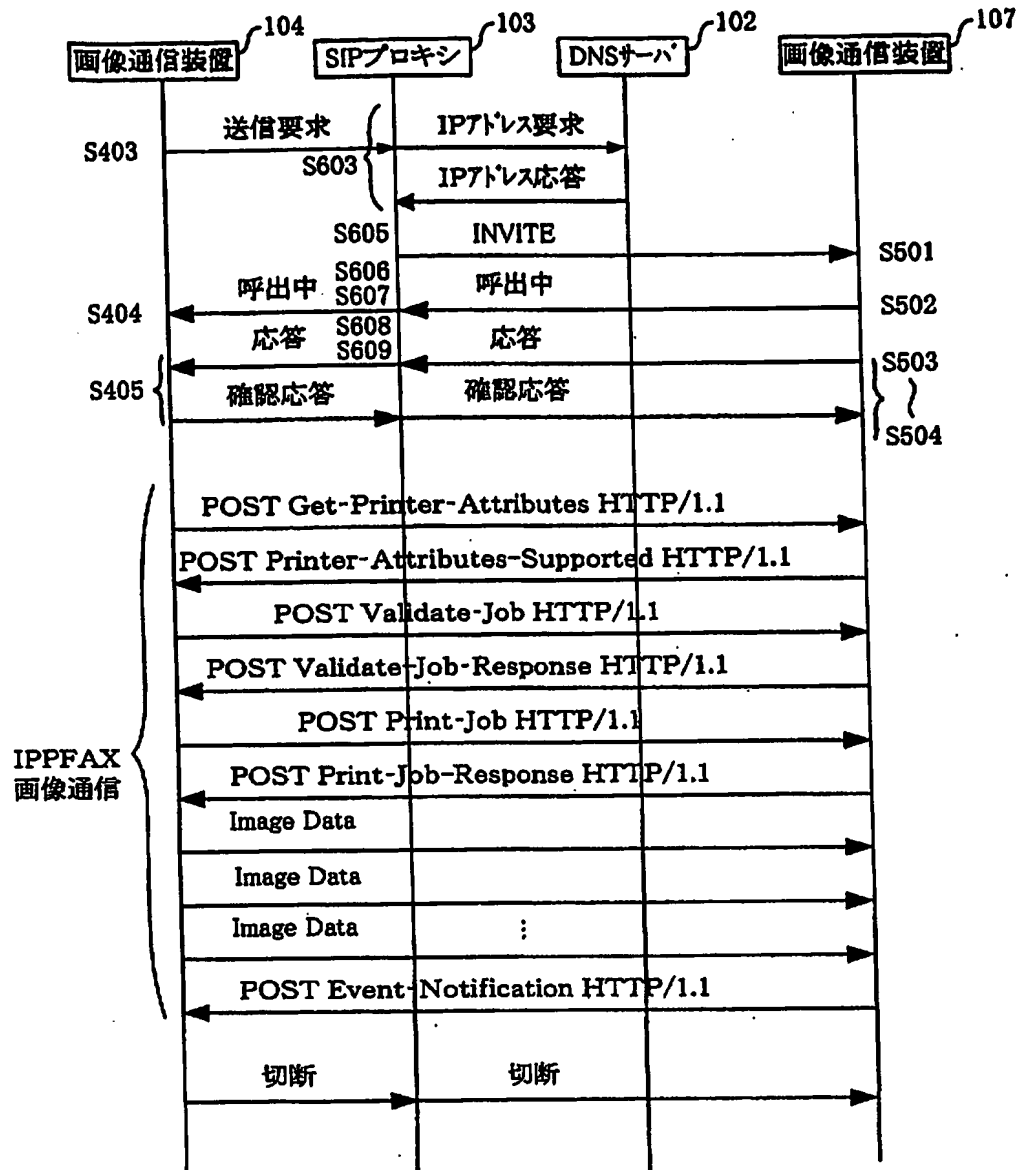 104 103 102 107
画像通信装置 SIPプロキシ DNSサーバ 画像通信装置
送信要求 IPアドレス要求
S403 S603
IPアドレス応答
S605 INVITE S501
S606
呼出中 S607 呼出中
S404 S502
応答 S608 応答
S609 S503
S405 確認応答 確認応答
S504
POST Get-Printer-Attributes HTTP/1.1
POST Printer-Attributes-Supported HTTP/1.1
POST Validate-Job HTTP/1.1
POST Validate-Job-Response HTTP/1.1
POST Print-Job HTTP/1.1
IPPFAX
画像通信
POST Print-Job-Response HTTP/1.1
Image Data
Image Data
Image Data ⋮
POST Event-Notification HTTP/1.1
切断 切断